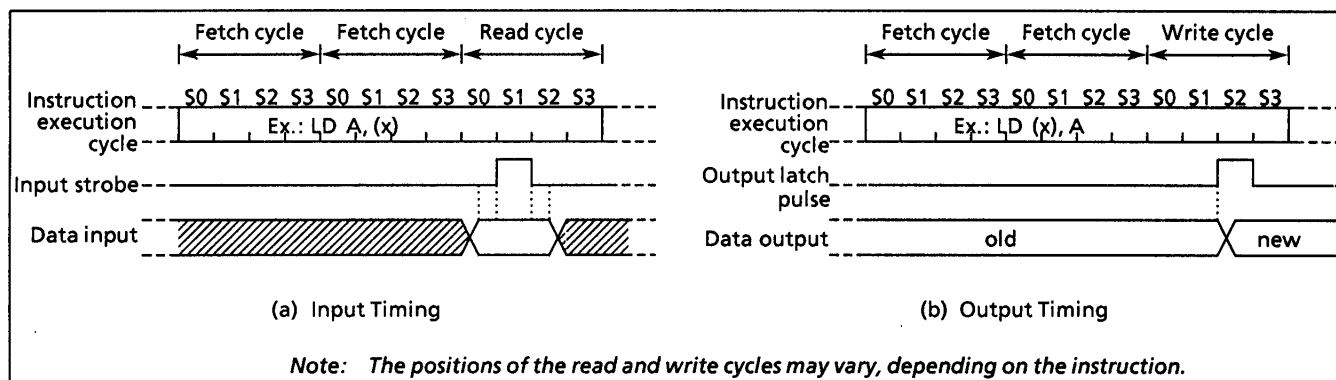 Fetch cycle Fetch cycle Read cycle
S0 S1 S2 S3 S0 S1 S2 S3 S0 S1 S2 S3
Instruction
execution
cycle
Ex.: LD A, (x)
Input strobe
Data input
(a) Input Timing
Fetch cycle Fetch cycle Write cycle
S0 S1 S2 S3 S0 S1 S2 S3 S0 S1 S2 S3
Instruction
execution
cycle
Ex.: LD (x), A
Output latch
pulse
Data output
old
new
(b) Output Timing
Note: The positions of the read and write cycles may vary, depending on the instruction.